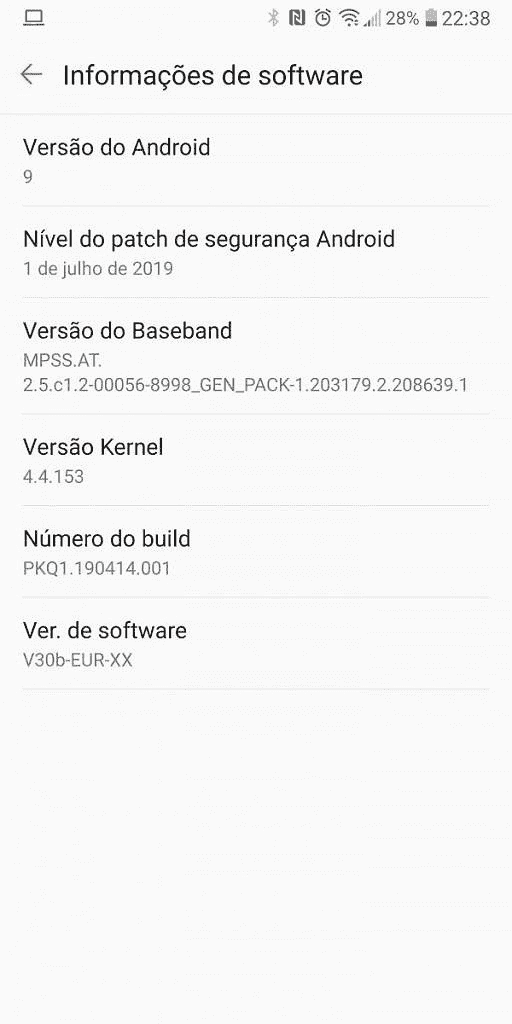 28% 22:38
Informações de software
Versão do Android
9
Nível do patch de segurança Android
1 de julho de 2019
Versão do Baseband
MPSS.AT.
2.5.c1.2-00056-8998_GEN_PACK-1.203179.2.208639.1
Versão Kernel
4.4.153
Número do build
PKQ1.190414.001
Ver. de software
V30b-EUR-XX